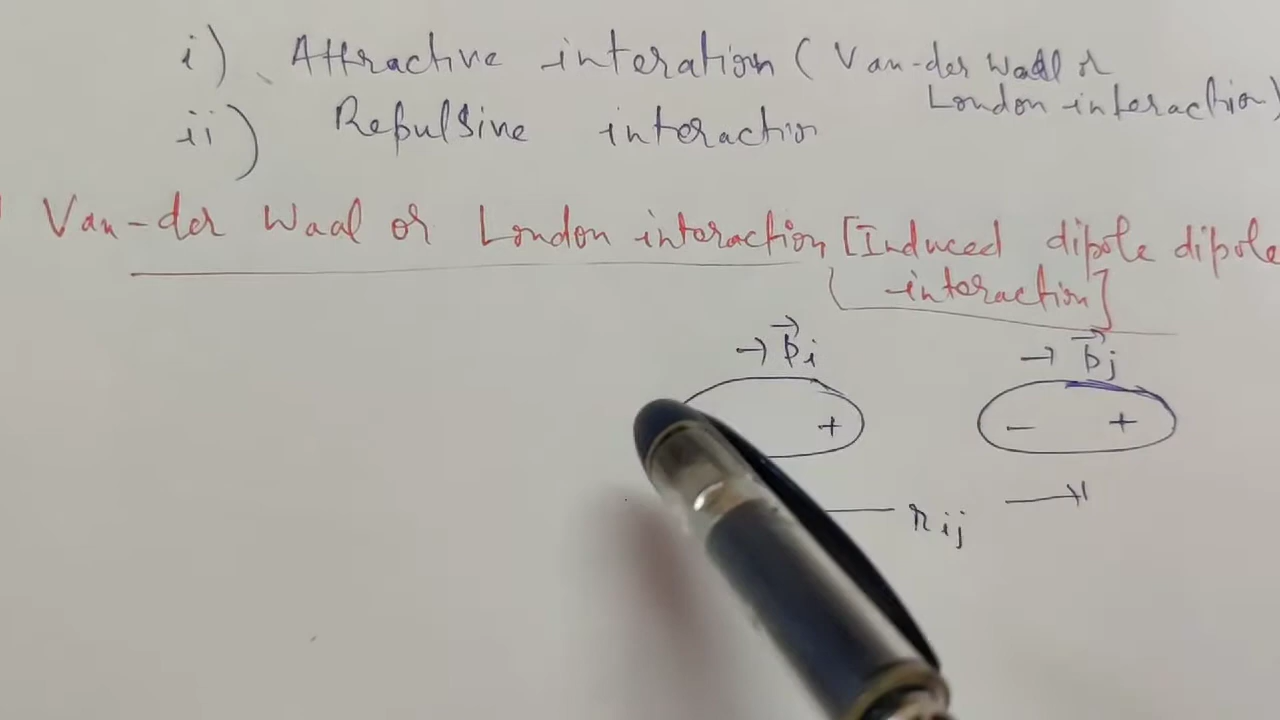 i) Attractive interation (Van-der Waal or
London interaction)
ii) Repulsive interaction
Van-der Waal or London interaction [Induced dipole dipole
interaction]
→ p⃗i → p⃗j
+ − +
rij